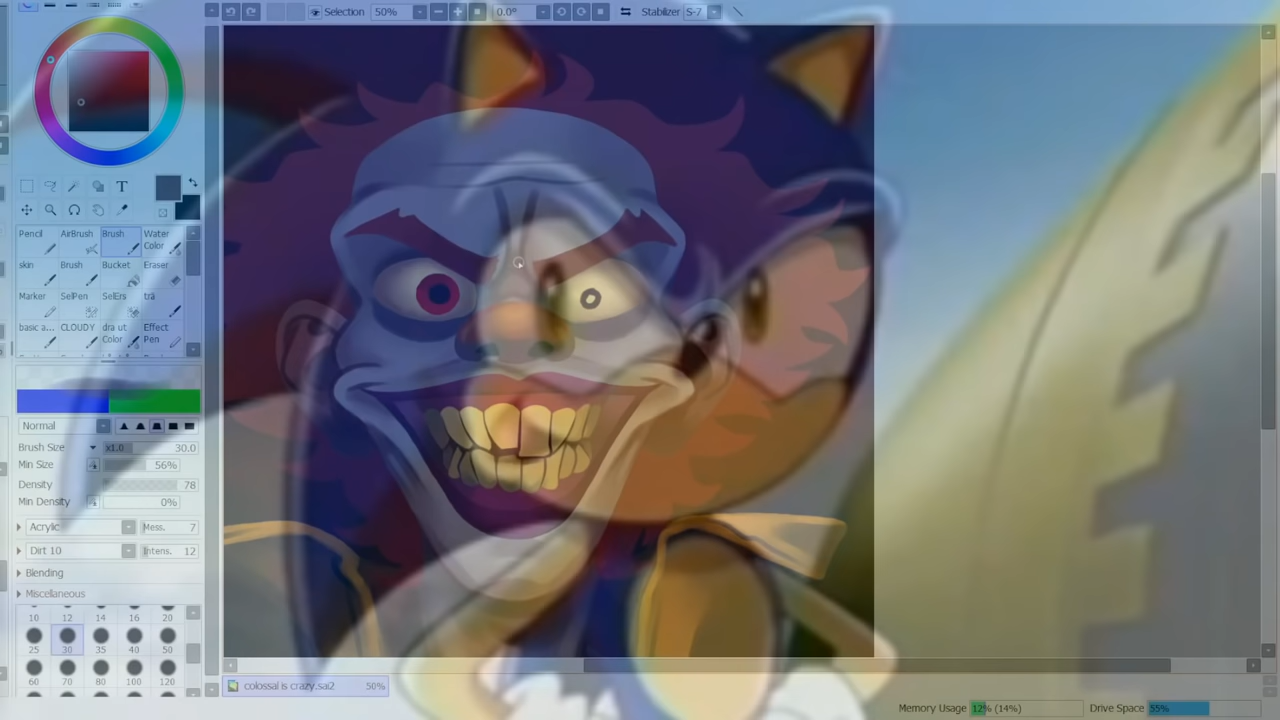 Selection 50% 0.0° Stabilizer S-7
T
Pencil AirBrush Brush Water Color
skin Brush Bucket Eraser
Marker SelPen SelErs tra
basic a... CLOUDY dra ut Color Effect Pen
Normal
Brush Size x1.0 30.0
Min Size 56%
Density 78
Min Density 0%
Acrylic Mess. 7
Dirt 10 Intens. 12
Blending
Miscellaneous
10 12 14 16 20
25 30 35 40 50
60 70 80 100 120
colossal is crazy.sai2 50%
Memory Usage 12% (14%) Drive Space 55%